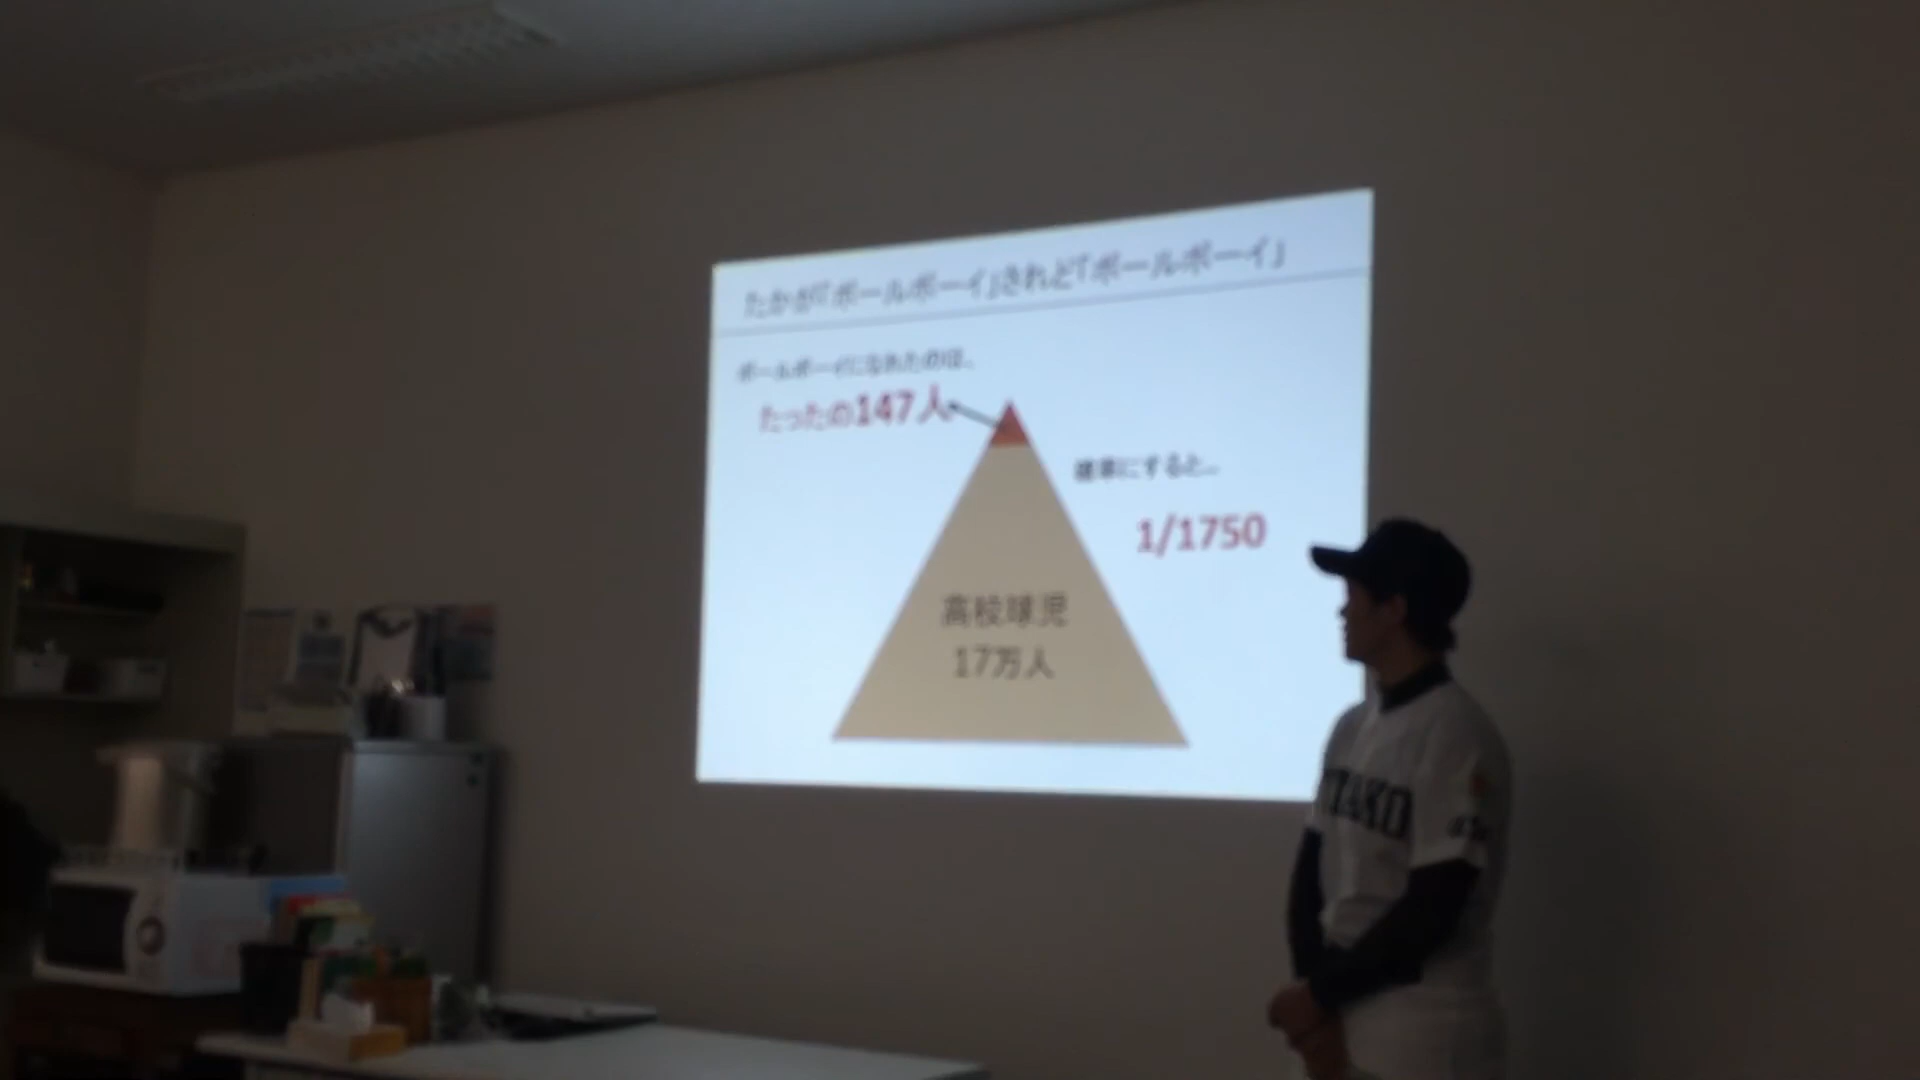 たかが「ボールボーイ」されど「ボールボーイ」
ボールボーイになれたのは、
たったの147人
確率にすると…
1/1750
高校球児
17万人